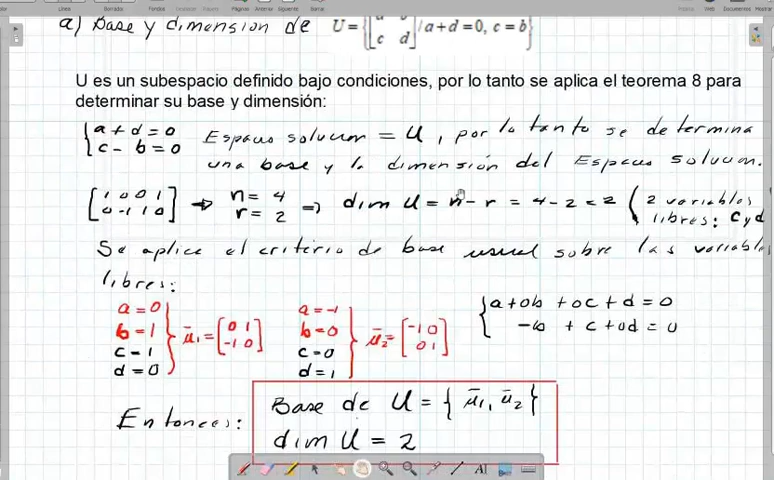 a) Base y dimension de U={[a b c d] / a+d=0, c=b}
U es un subespacio definido bajo condiciones, por lo tanto se aplica el teorema 8 para
determinar su base y dimensión:
{a+d=0 Espacio solucion = U, por lo tanto se determina
{c-b=0 una base y la dimensión del Espacio solucion.
[1 0 0 1 → n=4 ⇒ dim U = n-r = 4-2=2 (2 variables
0 -1 1 0] r=2 libres: c y d
Se aplica el criterio de base usual sobre las variables
libres:
a=0 a=-1 {a+0b+0c+d=0
b=1 } ū1=[0 1 b=0 } ū2=[-1 0 -b+c+0d=0
c=1 -1 0] c=0 0 1]
d=0 d=1
Entonces: Base de U={ū1, ū2}
dim U=2
AI